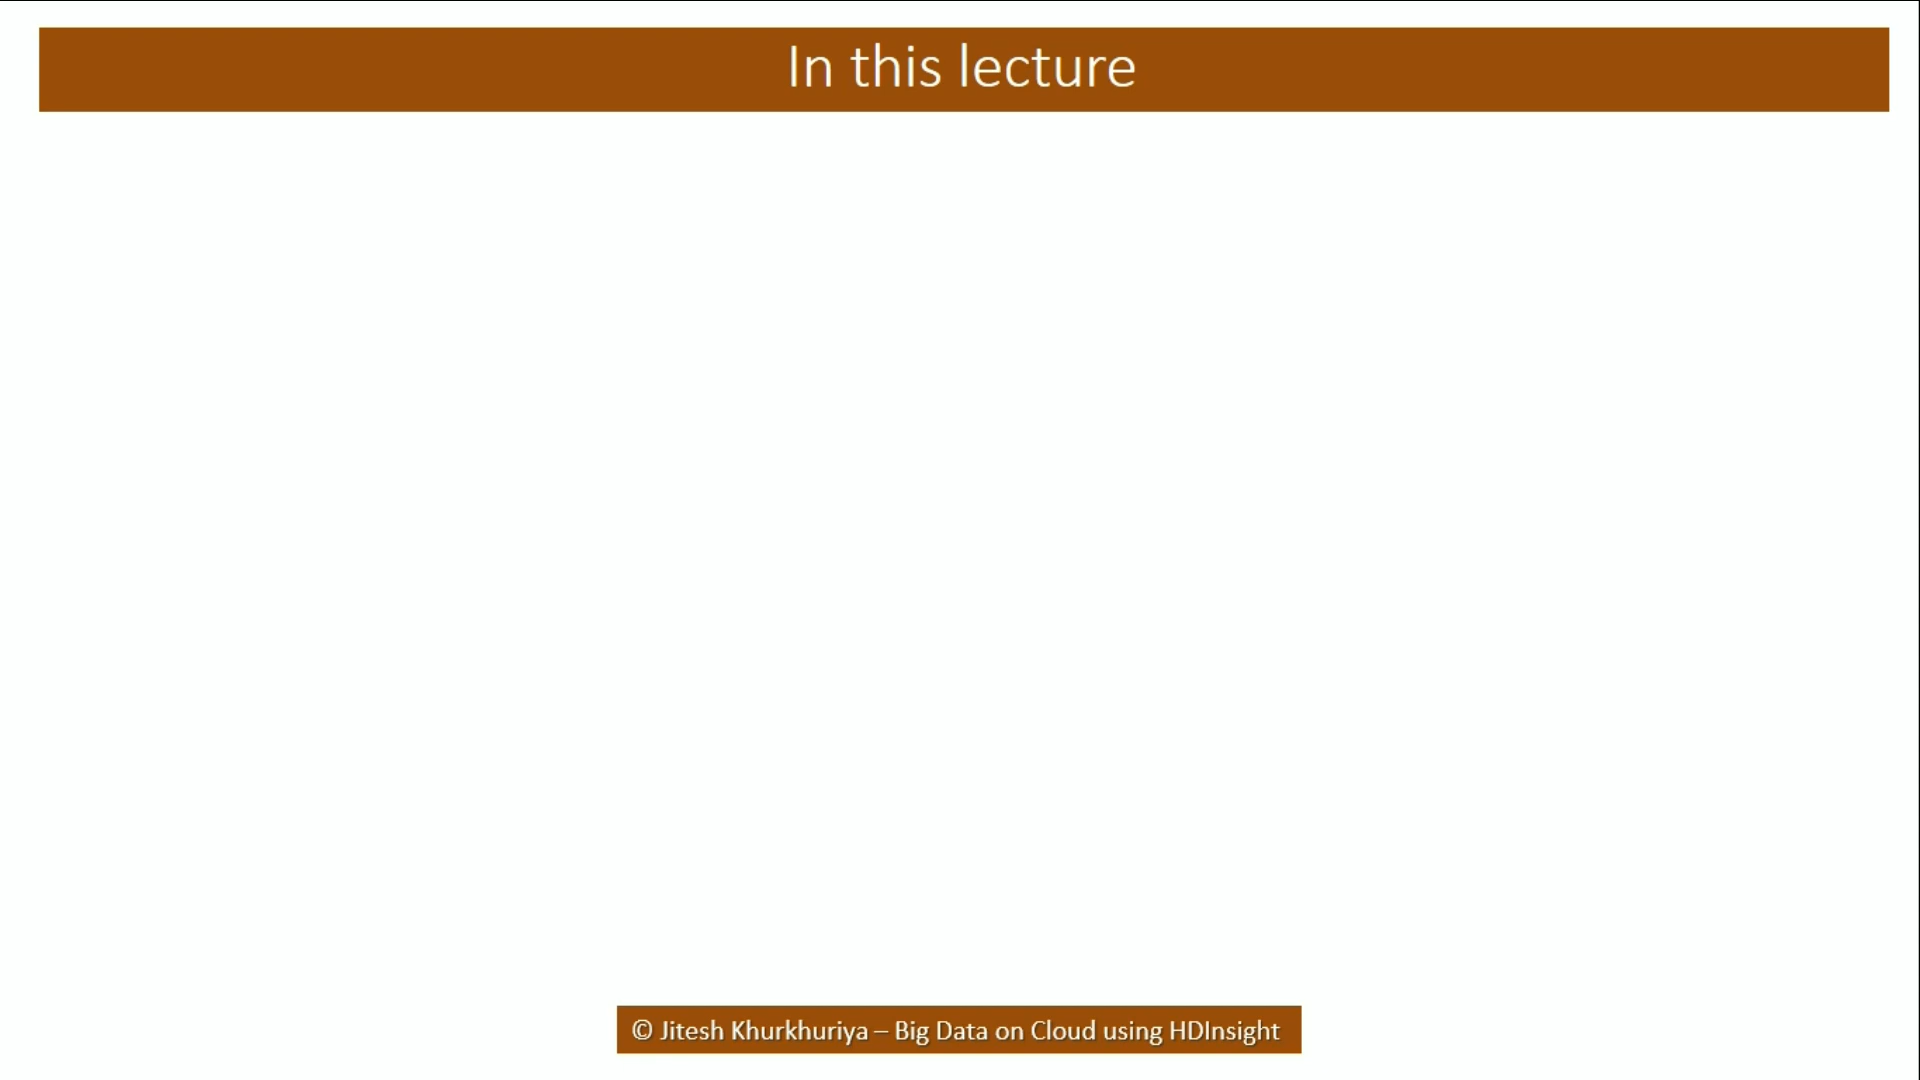 In this lecture
© Jitesh Khurkhuriya – Big Data on Cloud using HDInsight